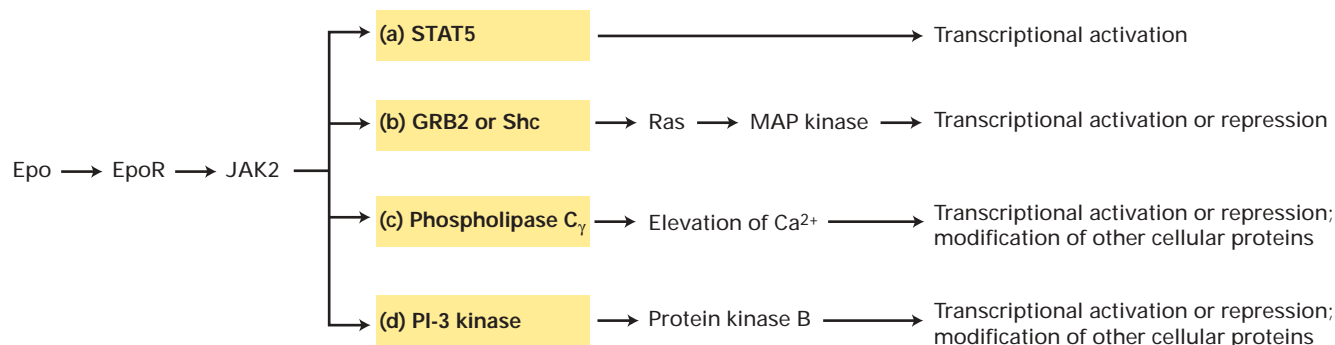 (a) STAT5
Transcriptional activation
(b) GRB2 or Shc
Ras
MAP kinase
Transcriptional activation or repression
Epo
EpoR
JAK2
(c) Phospholipase Cγ
Elevation of Ca²⁺
Transcriptional activation or repression;
modification of other cellular proteins
(d) PI-3 kinase
Protein kinase B
Transcriptional activation or repression;
modification of other cellular proteins